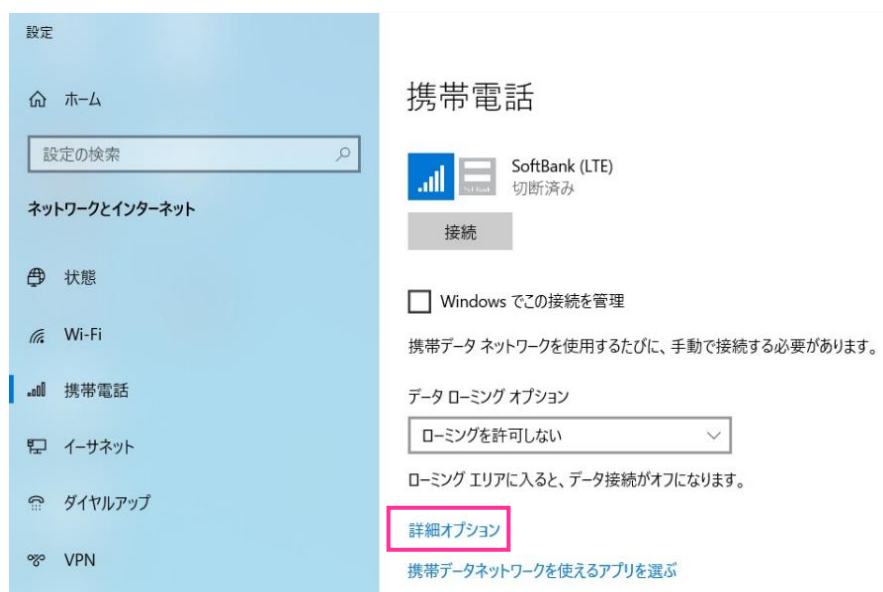 設定
ホーム
設定の検索
ネットワークとインターネット
状態
Wi-Fi
携帯電話
イーサネット
ダイヤルアップ
VPN
携帯電話
SoftBank (LTE)
切断済み
接続
Windows でこの接続を管理
携帯データ ネットワークを使用するたびに、手動で接続する必要があります。
データ ローミング オプション
ローミングを許可しない
ローミング エリアに入ると、データ接続がオフになります。
詳細オプション
携帯データネットワークを使えるアプリを選ぶ